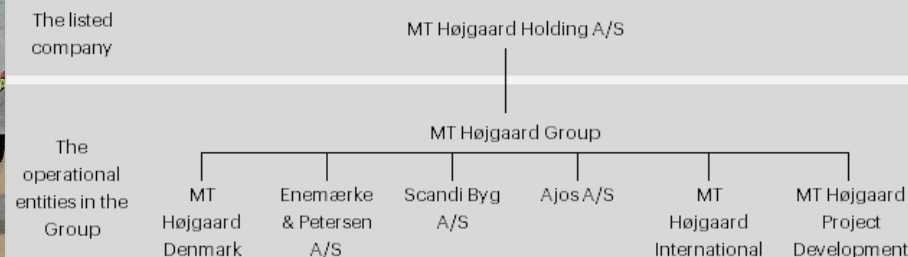 The listed
company
MT Højgaard Holding A/S
MT Højgaard Group
The
operational
entities in the
Group
MT
Højgaard
Denmark
Enemærke
& Petersen
A/S
Scandi Byg
A/S
Ajos A/S
MT
Højgaard
International
MT Højgaard
Project
Development